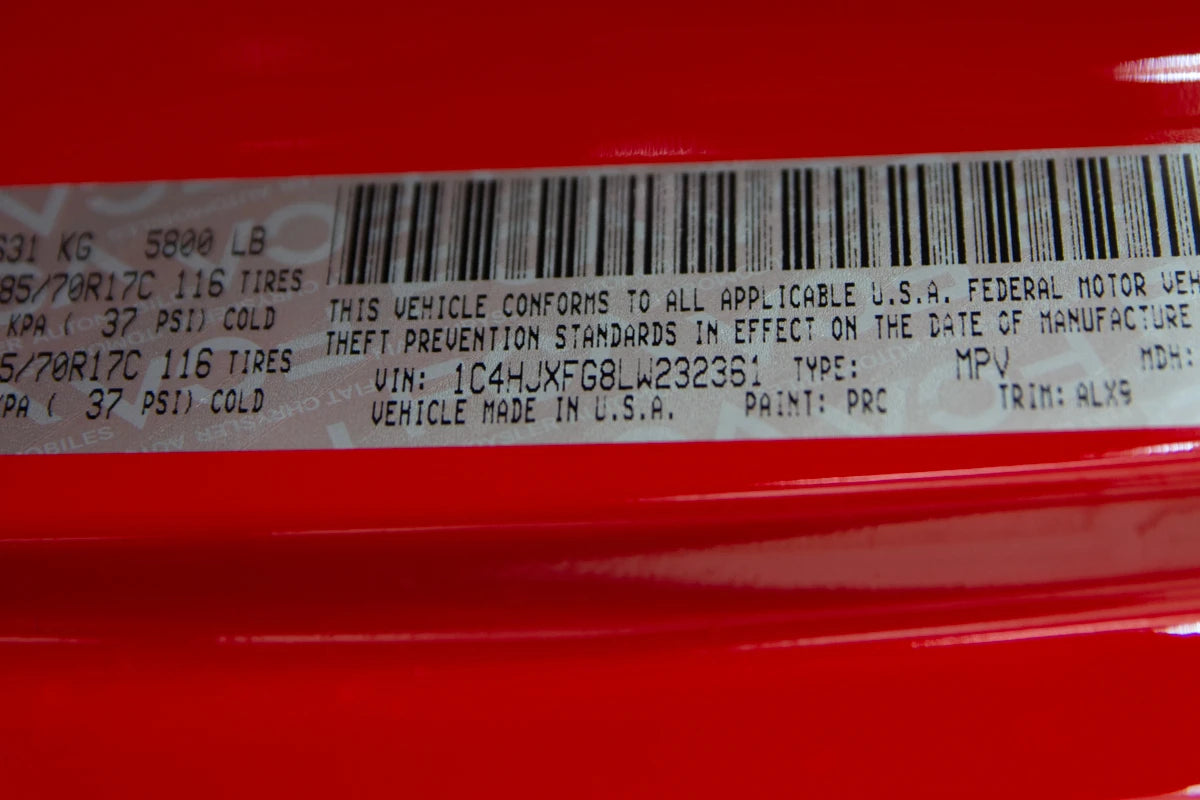 S31 KG 5800 LB
85/70R17C 116 TIRES
KPA ( 37 PSI) COLD
5/70R17C 116 TIRES
KPA ( 37 PSI) COLD
THIS VEHICLE CONFORMS TO ALL APPLICABLE U.S.A. FEDERAL MOTOR VEH
THEFT PREVENTION STANDARDS IN EFFECT ON THE DATE OF MANUFACTURE
VIN: 1C4HJXFG8LW232361 TYPE: MPV MDH:
VEHICLE MADE IN U.S.A. PAINT: PRC TRIM: ALX9